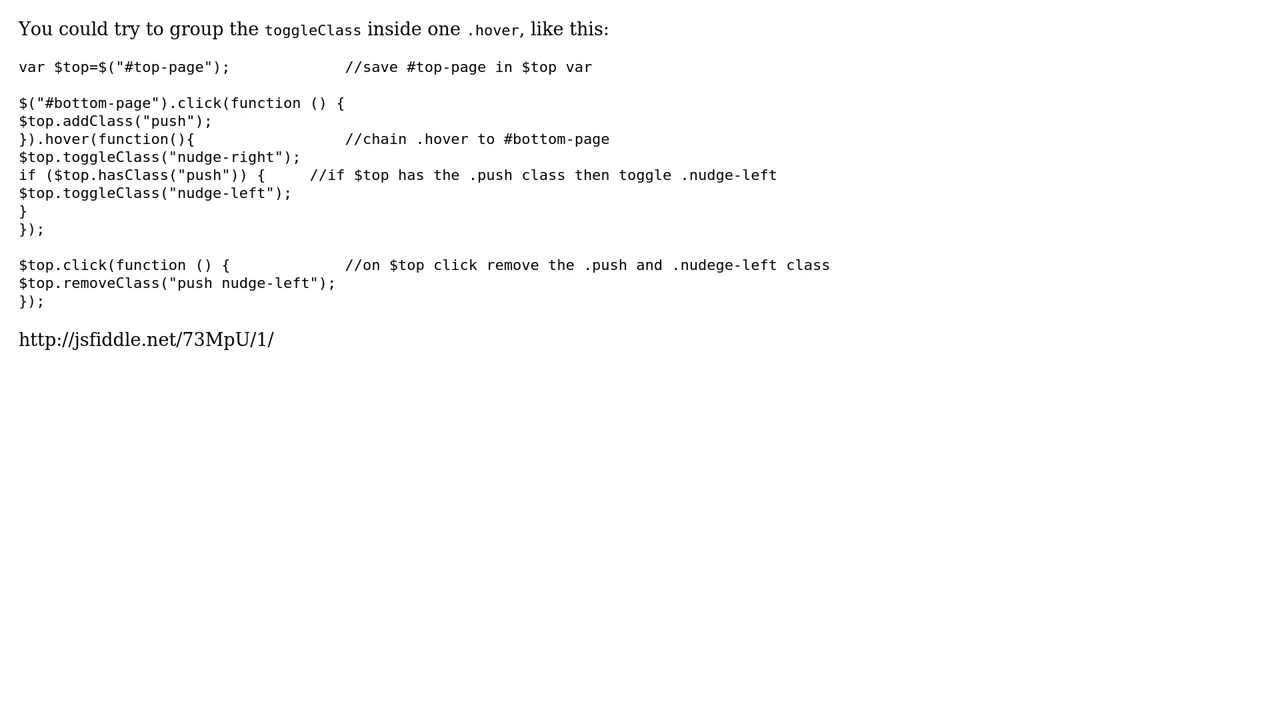 You could try to group the toggleClass inside one .hover, like this:
var $top=$("#top-page");             //save #top-page in $top var
$("#bottom-page").click(function () {
$top.addClass("push");
}).hover(function(){                 //chain .hover to #bottom-page
$top.toggleClass("nudge-right");
if ($top.hasClass("push")) {     //if $top has the .push class then toggle .nudge-left
$top.toggleClass("nudge-left");
}
});
$top.click(function () {             //on $top click remove the .push and .nudege-left class
$top.removeClass("push nudge-left");
});
http://jsfiddle.net/73MpU/1/